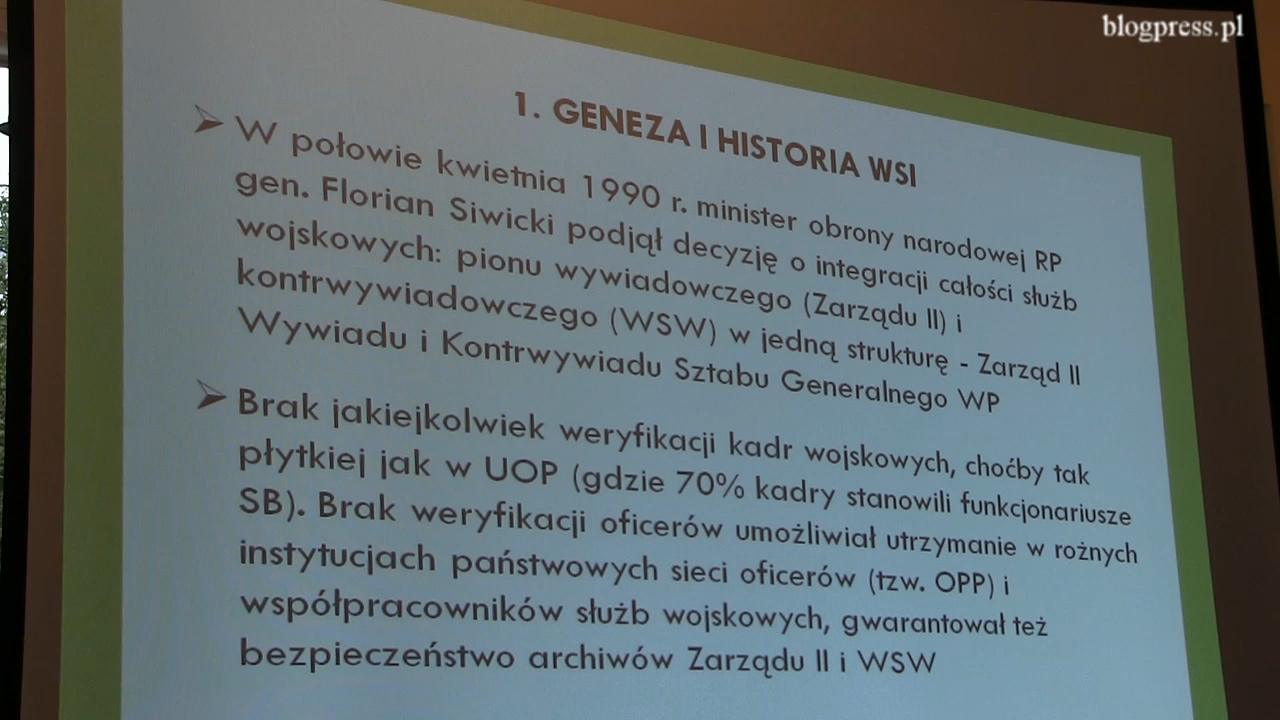 blogpress.pl
1. GENEZA I HISTORIA WSI
W połowie kwietnia 1990 r. minister obrony narodowej RP
gen. Florian Siwicki podjął decyzję o integracji całości służb
wojskowych: pionu wywiadowczego (Zarządu II) i
kontrwywiadowczego (WSW) w jedną strukturę - Zarząd II
Wywiadu i Kontrwywiadu Sztabu Generalnego WP
Brak jakiejkolwiek weryfikacji kadr wojskowych, choćby tak
płytkiej jak w UOP (gdzie 70% kadry stanowili funkcjonariusze
SB). Brak weryfikacji oficerów umożliwiał utrzymanie w rożnych
instytucjach państwowych sieci oficerów (tzw. OPP) i
współpracowników służb wojskowych, gwarantował też
bezpieczeństwo archiwów Zarządu II i WSW